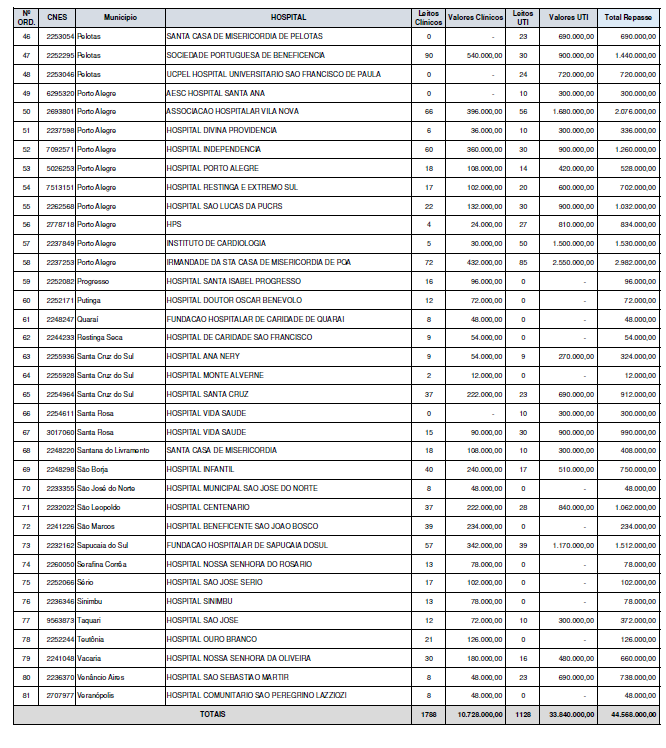 Nº ORD. CNES Município HOSPITAL Leitos Clínicos Valores Clínicos Leitos UTI Valores UTI Total Repasse
46 2253054 Pelotas SANTA CASA DE MISERICORDIA DE PELOTAS 0 - 23 690.000,00 690.000,00
47 2252295 Pelotas SOCIEDADE PORTUGUESA DE BENEFICENCIA 90 540.000,00 30 900.000,00 1.440.000,00
48 2253046 Pelotas UCPEL HOSPITAL UNIVERSITARIO SAO FRANCISCO DE PAULA 0 - 24 720.000,00 720.000,00
49 6295320 Porto Alegre AESC HOSPITAL SANTA ANA 0 - 10 300.000,00 300.000,00
50 2693801 Porto Alegre ASSOCIACAO HOSPITALAR VILA NOVA 66 396.000,00 56 1.680.000,00 2.076.000,00
51 2237598 Porto Alegre HOSPITAL DIVINA PROVIDENCIA 6 36.000,00 10 300.000,00 336.000,00
52 7092571 Porto Alegre HOSPITAL INDEPENDENCIA 60 360.000,00 30 900.000,00 1.260.000,00
53 5026253 Porto Alegre HOSPITAL PORTO ALEGRE 18 108.000,00 14 420.000,00 528.000,00
54 7513151 Porto Alegre HOSPITAL RESTINGA E EXTREMO SUL 17 102.000,00 20 600.000,00 702.000,00
55 2262568 Porto Alegre HOSPITAL SAO LUCAS DA PUCRS 22 132.000,00 30 900.000,00 1.032.000,00
56 2778718 Porto Alegre HPS 4 24.000,00 27 810.000,00 834.000,00
57 2237849 Porto Alegre INSTITUTO DE CARDIOLOGIA 5 30.000,00 50 1.500.000,00 1.530.000,00
58 2237253 Porto Alegre IRMANDADE DA STA CASA DE MISERICORDIA DE POA 72 432.000,00 85 2.550.000,00 2.982.000,00
59 2252082 Progresso HOSPITAL SANTA ISABEL PROGRESSO 16 96.000,00 0 - 96.000,00
60 2252171 Putinga HOSPITAL DOUTOR OSCAR BENEVOLO 12 72.000,00 0 - 72.000,00
61 2248247 Quaraí FUNDACAO HOSPITALAR DE CARIDADE DE QUARAI 8 48.000,00 0 - 48.000,00
62 2244233 Restinga Seca HOSPITAL DE CARIDADE SAO FRANCISCO 9 54.000,00 0 - 54.000,00
63 2255936 Santa Cruz do Sul HOSPITAL ANA NERY 9 54.000,00 9 270.000,00 324.000,00
64 2255928 Santa Cruz do Sul HOSPITAL MONTE ALVERNE 2 12.000,00 0 - 12.000,00
65 2254964 Santa Cruz do Sul HOSPITAL SANTA CRUZ 37 222.000,00 23 690.000,00 912.000,00
66 2254611 Santa Rosa HOSPITAL VIDA SAUDE 0 - 10 300.000,00 300.000,00
67 3017060 Santa Rosa HOSPITAL VIDA SAUDE 15 90.000,00 30 900.000,00 990.000,00
68 2248220 Santana do Livramento SANTA CASA DE MISERICORDIA 18 108.000,00 10 300.000,00 408.000,00
69 2248298 São Borja HOSPITAL INFANTIL 40 240.000,00 17 510.000,00 750.000,00
70 2233355 São José do Norte HOSPITAL MUNICIPAL SAO JOSE DO NORTE 8 48.000,00 0 - 48.000,00
71 2232022 São Leopoldo HOSPITAL CENTENARIO 37 222.000,00 28 840.000,00 1.062.000,00
72 2241226 São Marcos HOSPITAL BENEFICENTE SAO JOAO BOSCO 39 234.000,00 0 - 234.000,00
73 2232162 Sapucaia do Sul FUNDACAO HOSPITALAR DE SAPUCAIA DOSUL 57 342.000,00 39 1.170.000,00 1.512.000,00
74 2260050 Serafina Corrêa HOSPITAL NOSSA SENHORA DO ROSARIO 13 78.000,00 0 - 78.000,00
75 2252066 Sério HOSPITAL SAO JOSE SERIO 17 102.000,00 0 - 102.000,00
76 2236346 Sinimbu HOSPITAL SINIMBU 13 78.000,00 0 - 78.000,00
77 9563873 Taquari HOSPITAL SAO JOSE 12 72.000,00 10 300.000,00 372.000,00
78 2252244 Teutônia HOSPITAL OURO BRANCO 21 126.000,00 0 - 126.000,00
79 2241048 Vacaria HOSPITAL NOSSA SENHORA DA OLIVEIRA 30 180.000,00 16 480.000,00 660.000,00
80 2236370 Venâncio Aires HOSPITAL SAO SEBASTIAO MARTIR 8 48.000,00 23 690.000,00 738.000,00
81 2707977 Veranópolis HOSPITAL COMUNITARIO SAO PEREGRINO LAZZIOZI 8 48.000,00 0 - 48.000,00
TOTAIS 1788 10.728.000,00 1128 33.840.000,00 44.568.000,00